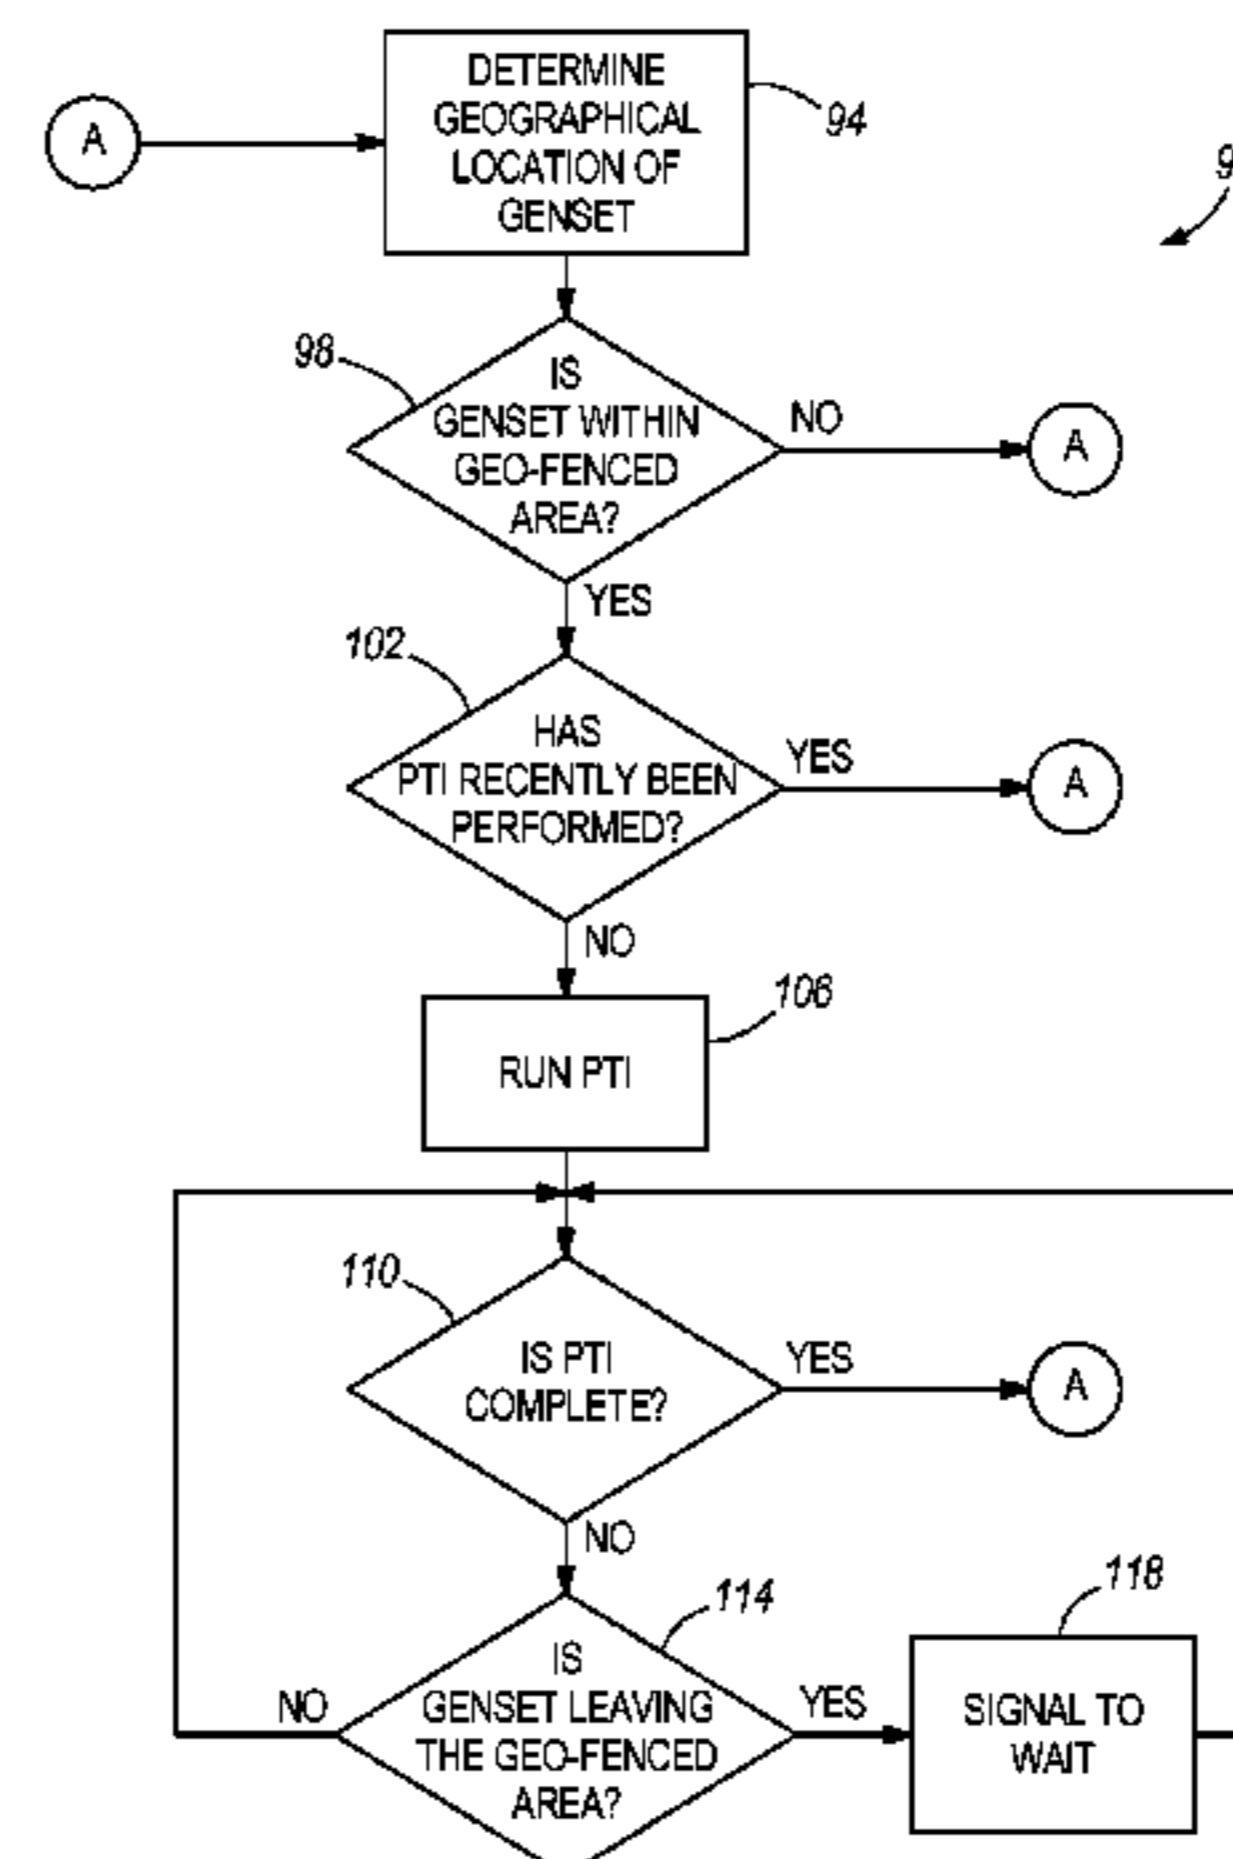 DETERMINE
GEOGRAPHICAL
LOCATION OF
GENSET
94
A
9
98
IS
GENSET WITHIN
GEO-FENCED
AREA?
NO
A
YES
102
HAS
PTI RECENTLY BEEN
PERFORMED?
YES
A
NO
106
RUN PTI
110
IS PTI
COMPLETE?
YES
A
NO
114
118
IS
GENSET LEAVING
THE GEO-FENCED
AREA?
NO
YES
SIGNAL TO
WAIT